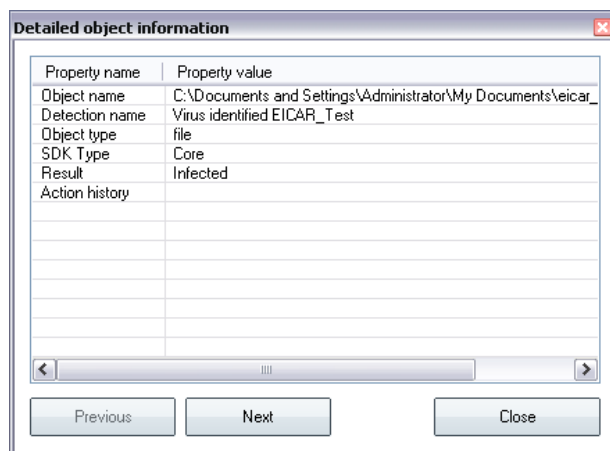 Detailed object information
Property name Property value
Object name C:\Documents and Settings\Administrator\My Documents\eicar_
Detection name Virus identified EICAR_Test
Object type file
SDK Type Core
Result Infected
Action history
Previous Next Close